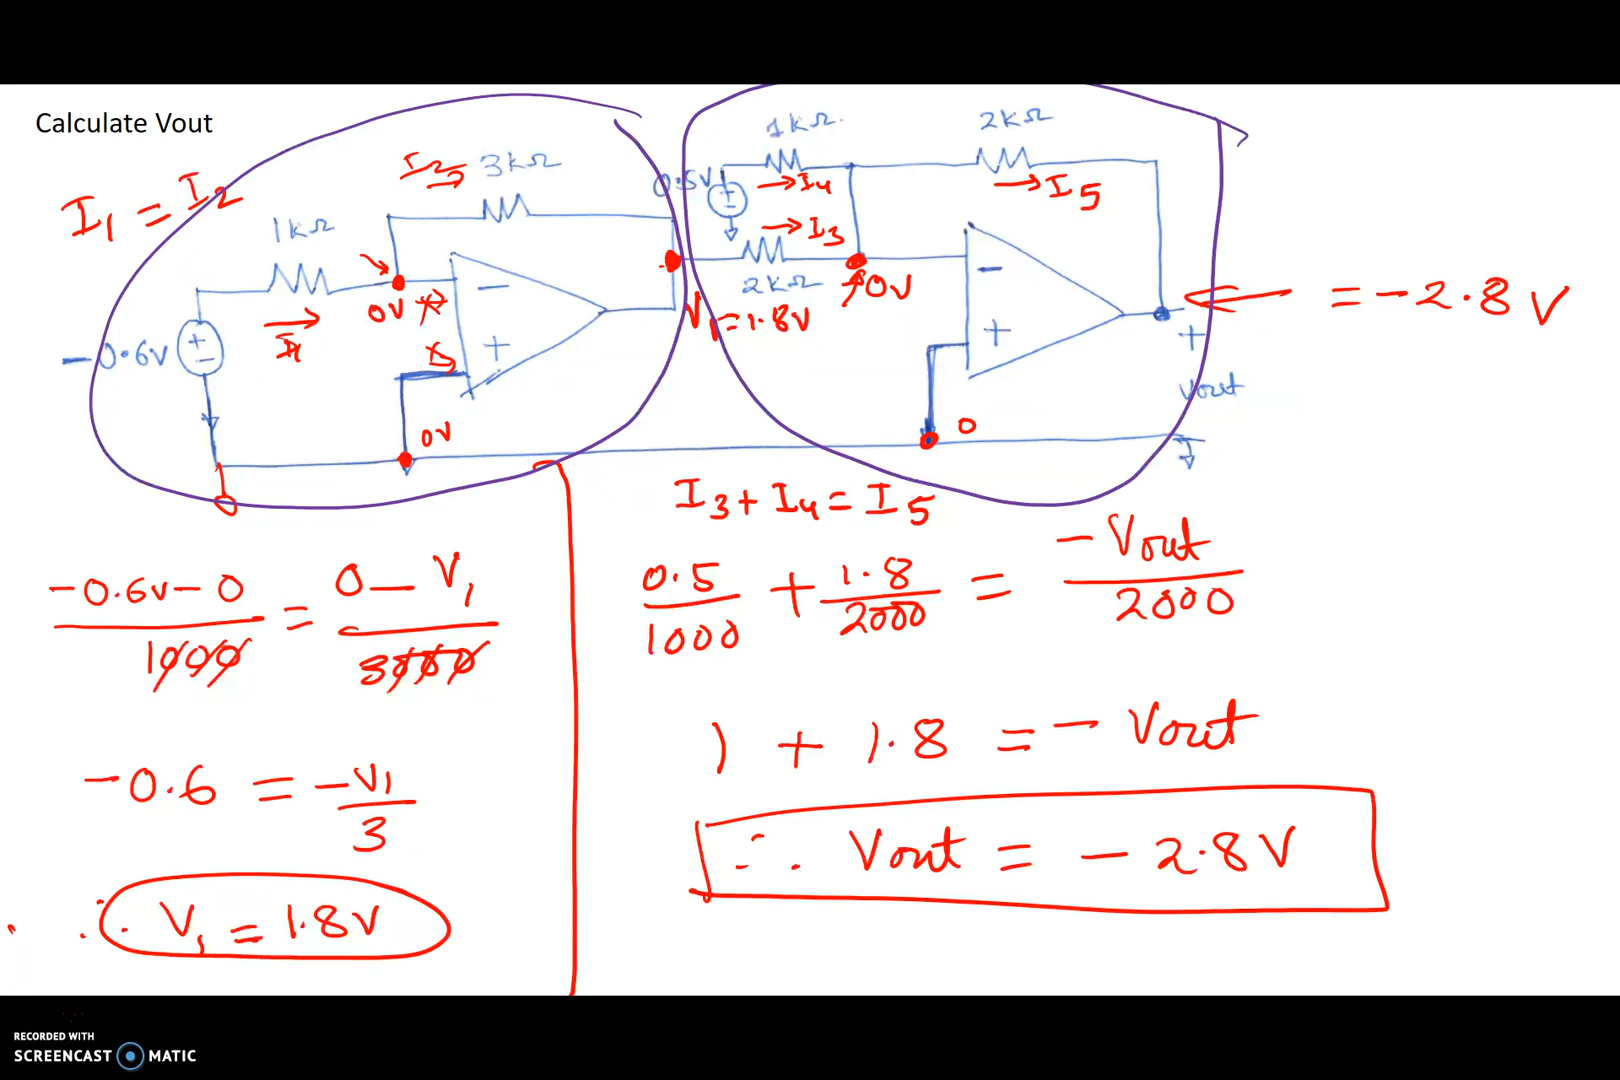 Calculate Vout
I₁ = I₂
I₂
3kΩ
1kΩ
0V
I₁
-0.6V
+
-
-
+
0V
1kΩ
2kΩ
0.5V
+
-
I₄
I₅
I₃
2kΩ
0V
V₁=1.8V
-
+
0
= -2.8V
+
Vout
-
I₃ + I₄ = I₅
-0.6V - 0 / 1000 = 0 - V₁ / 3000
-0.6 = -V₁ / 3
∴ V₁ = 1.8V
0.5 / 1000 + 1.8 / 2000 = -Vout / 2000
1 + 1.8 = - Vout
∴ Vout = -2.8V
RECORDED WITH
SCREENCAST MATIC